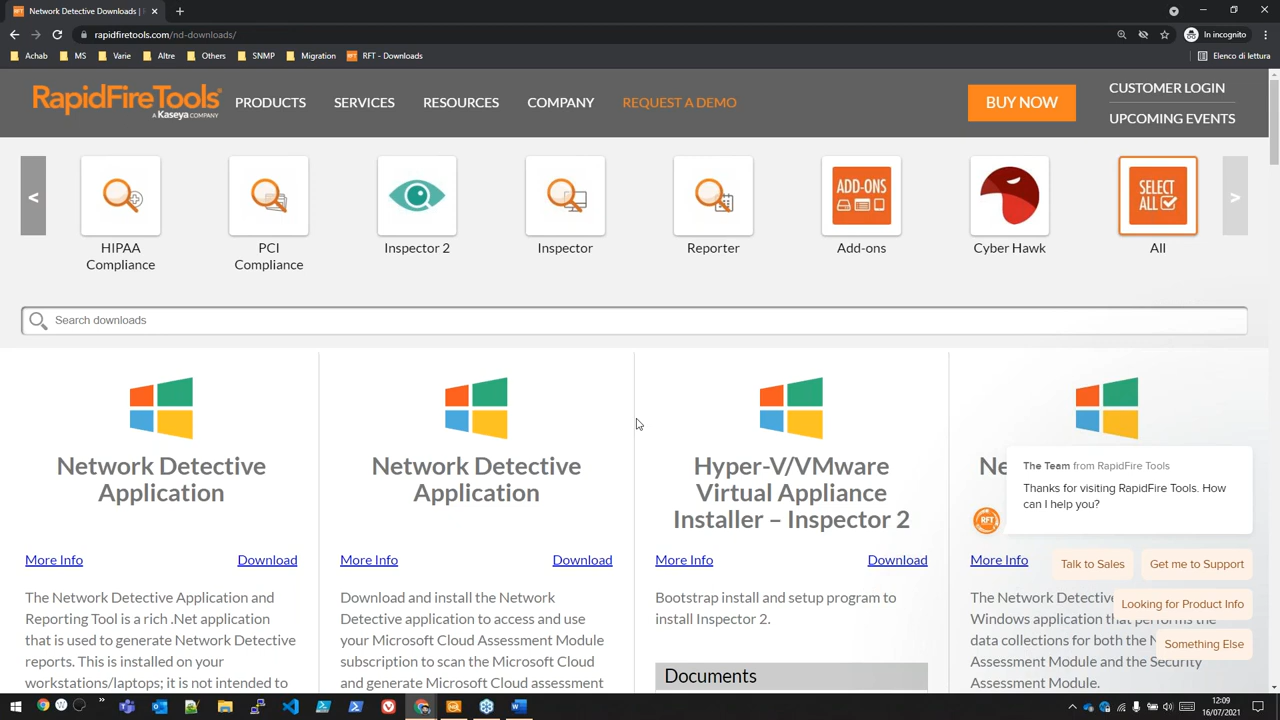 Network Detective Downloads |
rapidfiretools.com/nd-downloads/
In incognito
Achab
MS
Varie
Altre
Others
SNMP
Migration
RFT - Downloads
Elenco di lettura
RapidFireTools
A Kaseya COMPANY
PRODUCTS
SERVICES
RESOURCES
COMPANY
REQUEST A DEMO
BUY NOW
CUSTOMER LOGIN
UPCOMING EVENTS
<
ADD-ONS
SELECT
ALL
>
HIPAA
Compliance
PCI
Compliance
Inspector 2
Inspector
Reporter
Add-ons
Cyber Hawk
All
Search downloads
Network Detective
Application
More Info
Download
The Network Detective Application and
Reporting Tool is a rich .Net application
that is used to generate Network Detective
reports. This is installed on your
workstations/laptops; it is not intended to
Network Detective
Application
More Info
Download
Download and install the Network
Detective application to access and use
your Microsoft Cloud Assessment Module
subscription to scan the Microsoft Cloud
and generate Microsoft Cloud assessment
Hyper-V/VMware
Virtual Appliance
Installer – Inspector 2
More Info
Download
Bootstrap install and setup program to
install Inspector 2.
Documents
Ne
More Info
The Network Detective
Windows application that performs the
data collections for both the N
Assessment Module and the Security
Assessment Module.
The Team from RapidFire Tools
Thanks for visiting RapidFire Tools. How
can I help you?
RFT
Talk to Sales
Get me to Support
Looking for Product Info
Something Else
12:09
16/07/2021